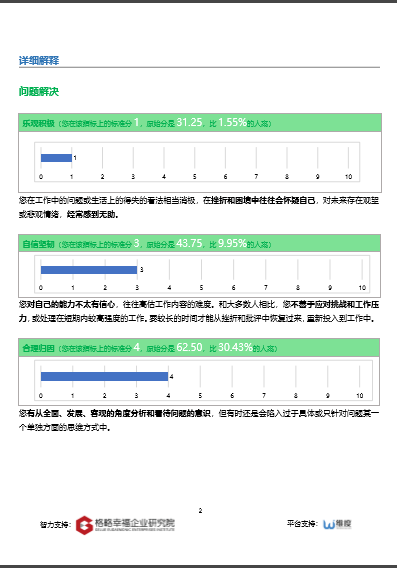 详细解释
问题解决
乐观积极（您在该指标上的标准分 1，原始分是 31.25，比 1.55%的人高）
1
0 1 2 3 4 5 6 7 8 9 10
您在工作中的问题或生活上的得失的看法相当消极，在挫折和困境中往往会怀疑自己，对未来存在观望
或悲观情绪，经常感到无助。
自信坚韧（您在该指标上的标准分 3，原始分是 43.75，比 9.95%的人高）
3
0 1 2 3 4 5 6 7 8 9 10
您对自己的能力不太有信心，往往高估工作内容的难度。和大多数人相比，您不善于应对挑战和工作压
力，或处理在短期内较高强度的工作。要较长的时间才能从挫折和批评中恢复过来，重新投入到工作中。
合理归因（您在该指标上的标准分 4，原始分是 62.50，比 30.43%的人高）
4
0 1 2 3 4 5 6 7 8 9 10
您有从全面、发展、客观的角度分析和看待问题的意识，但有时还是会陷入过于具体或只针对问题某一
个单独方面的思维方式中。
2
智力支持： 格略幸福企业研究院
平台支持：